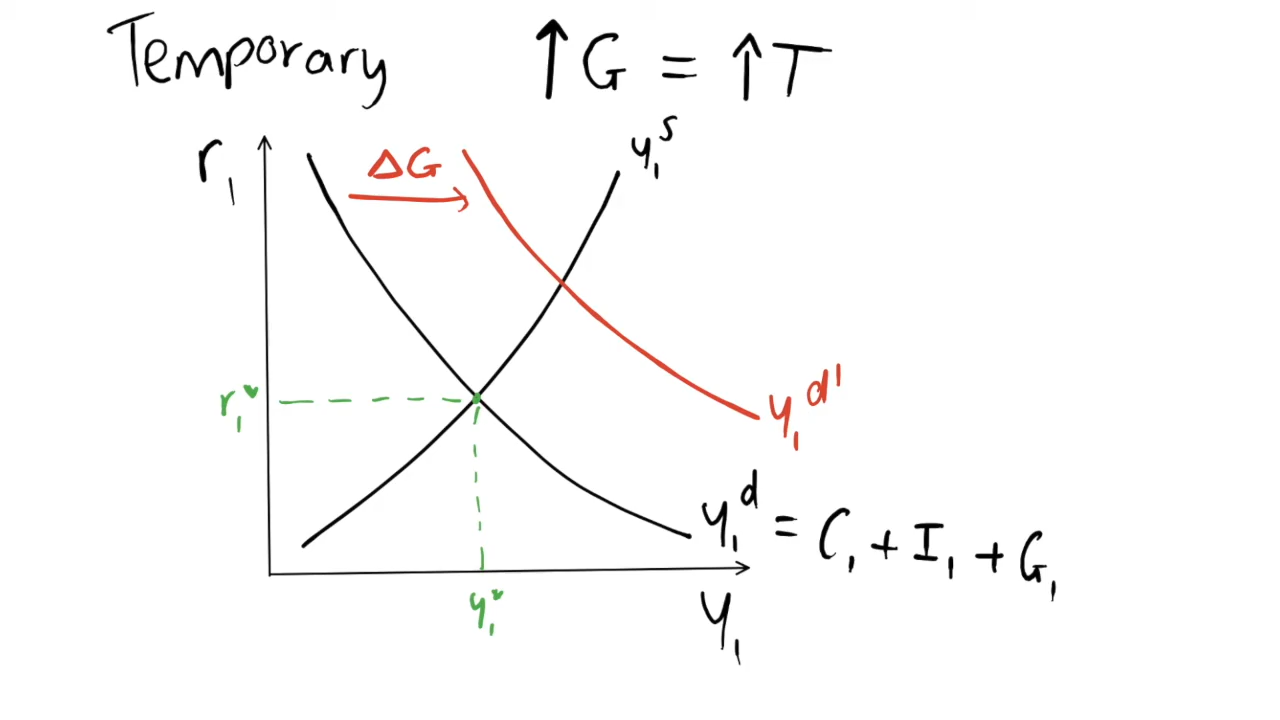 Temporary ↑G = ↑T
r₁
ΔG
y₁ˢ
r₁*
y₁ᵈ'
y₁ᵈ = C₁ + I₁ + G₁
y₁*
y₁